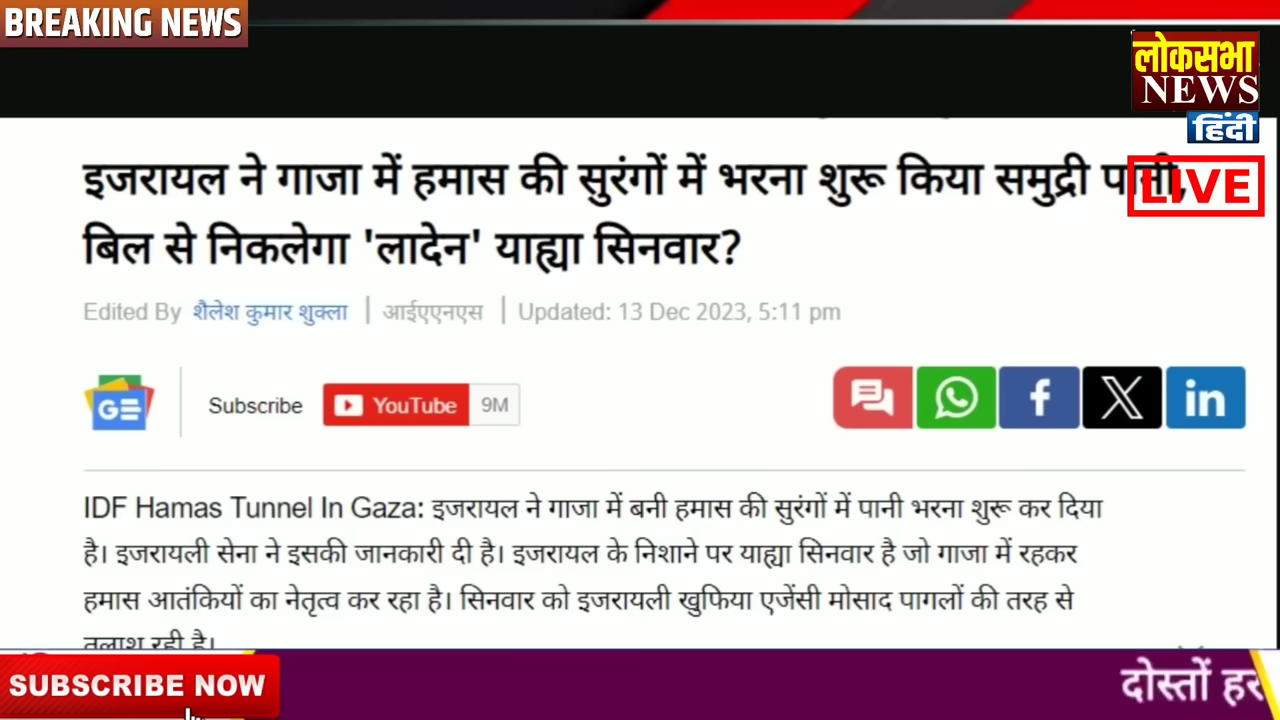 BREAKING NEWS
लोकसभा
NEWS
हिंदी
LIVE
इजरायल ने गाजा में हमास की सुरंगों में भरना शुरू किया समुद्री पानी,
बिल से निकलेगा 'लादेन' याह्या सिनवार?
Edited By शैलेश कुमार शुक्ला | आईएएनएस | Updated: 13 Dec 2023, 5:11 pm
Subscribe YouTube 9M
IDF Hamas Tunnel In Gaza: इजरायल ने गाजा में बनी हमास की सुरंगों में पानी भरना शुरू कर दिया
है। इजरायली सेना ने इसकी जानकारी दी है। इजरायल के निशाने पर याह्या सिनवार है जो गाजा में रहकर
हमास आतंकियों का नेतृत्व कर रहा है। सिनवार को इजरायली खुफिया एजेंसी मोसाद पागलों की तरह से
तलाश रही है।
SUBSCRIBE NOW
दोस्तों